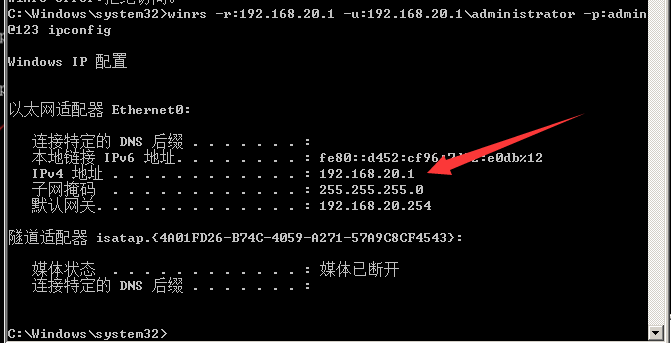 C:\Windows\system32>winrs -r:192.168.20.1 -u:192.168.20.1\administrator -p:admin
@123 ipconfig
Windows IP 配置
以太网适配器 Ethernet0:
连接特定的 DNS 后缀 . . . . . . . :
本地链接 IPv6 地址. . . . . . . . : fe80::d452:cf96: :e0db%12
IPv4 地址 . . . . . . . . . . . . : 192.168.20.1
子网掩码 . . . . . . . . . . . . : 255.255.255.0
默认网关. . . . . . . . . . . . . : 192.168.20.254
隧道适配器 isatap.{4A01FD26-B74C-4059-A271-57A9C8CF4543}:
媒体状态 . . . . . . . . . . . . : 媒体已断开
连接特定的 DNS 后缀 . . . . . . . :
C:\Windows\system32>